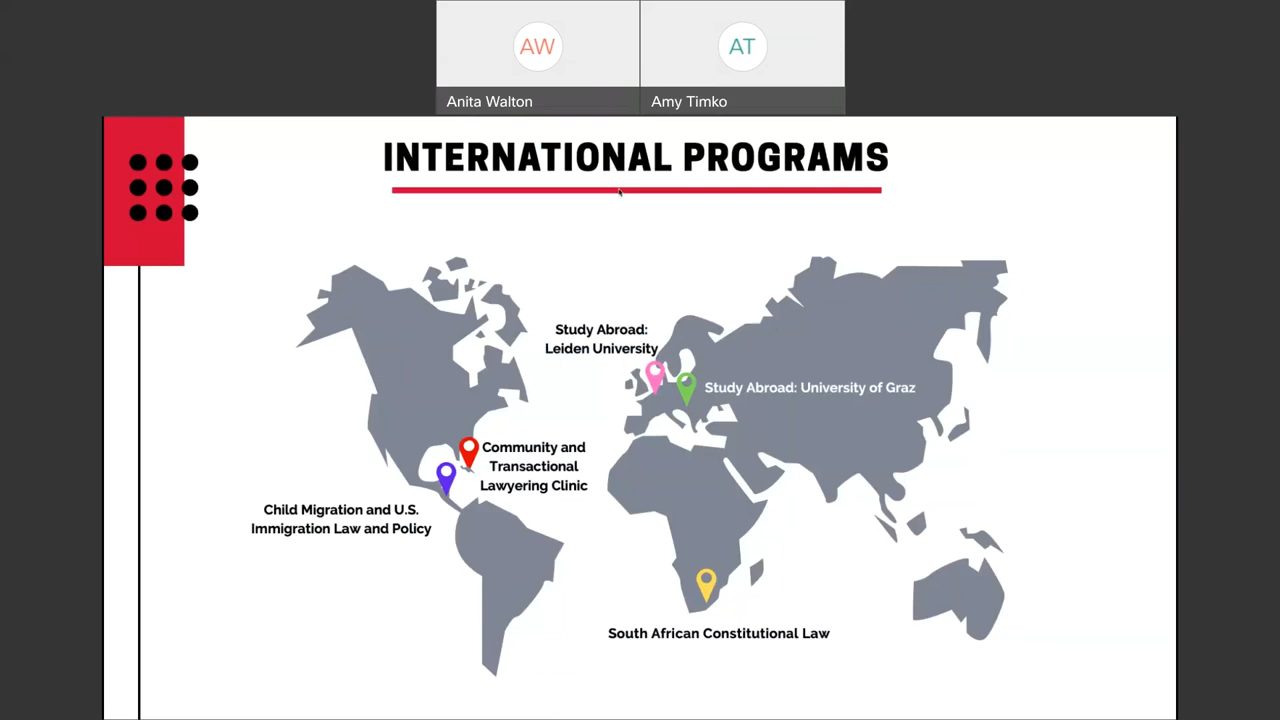 AW
AT
Anita Walton
Amy Timko
INTERNATIONAL PROGRAMS
Study Abroad:
Leiden University
Study Abroad: University of Graz
Community and
Transactional
Lawyering Clinic
Child Migration and U.S.
Immigration Law and Policy
South African Constitutional Law